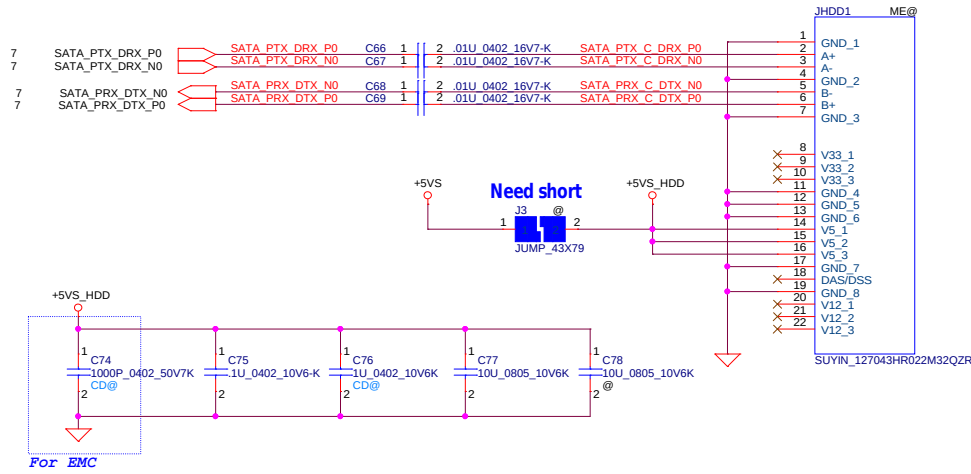 JHDD1 ME@
7 SATA_PTX_DRX_P0 SATA_PTX_DRX_P0 C66 1 2 .01U_0402_16V7-K SATA_PTX_C_DRX_P0
7 SATA_PTX_DRX_N0 SATA_PTX_DRX_N0 C67 1 2 .01U_0402_16V7-K SATA_PTX_C_DRX_N0
7 SATA_PRX_DTX_N0 SATA_PRX_DTX_N0 C68 1 2 .01U_0402_16V7-K SATA_PRX_C_DTX_N0
7 SATA_PRX_DTX_P0 SATA_PRX_DTX_P0 C69 1 2 .01U_0402_16V7-K SATA_PRX_C_DTX_P0
1 GND_1
2 A+
3 A-
4 GND_2
5 B-
6 B+
7 GND_3
8 V33_1
9 V33_2
10 V33_3
11 GND_4
12 GND_5
13 GND_6
14 V5_1
15 V5_2
16 V5_3
17 GND_7
18 DAS/DSS
19 GND_8
20 V12_1
21 V12_2
22 V12_3
SUYIN_127043HR022M32QZR
+5VS Need short +5VS_HDD
J3 @
1 1 2 2
JUMP_43X79
+5VS_HDD
1 1 1 1 1
C74 C75 C76 C77 C78
1000P_0402_50V7K .1U_0402_10V6-K 1U_0402_10V6K 10U_0805_10V6K 10U_0805_10V6K
CD@ CD@ @
2 2 2 2 2
For EMC